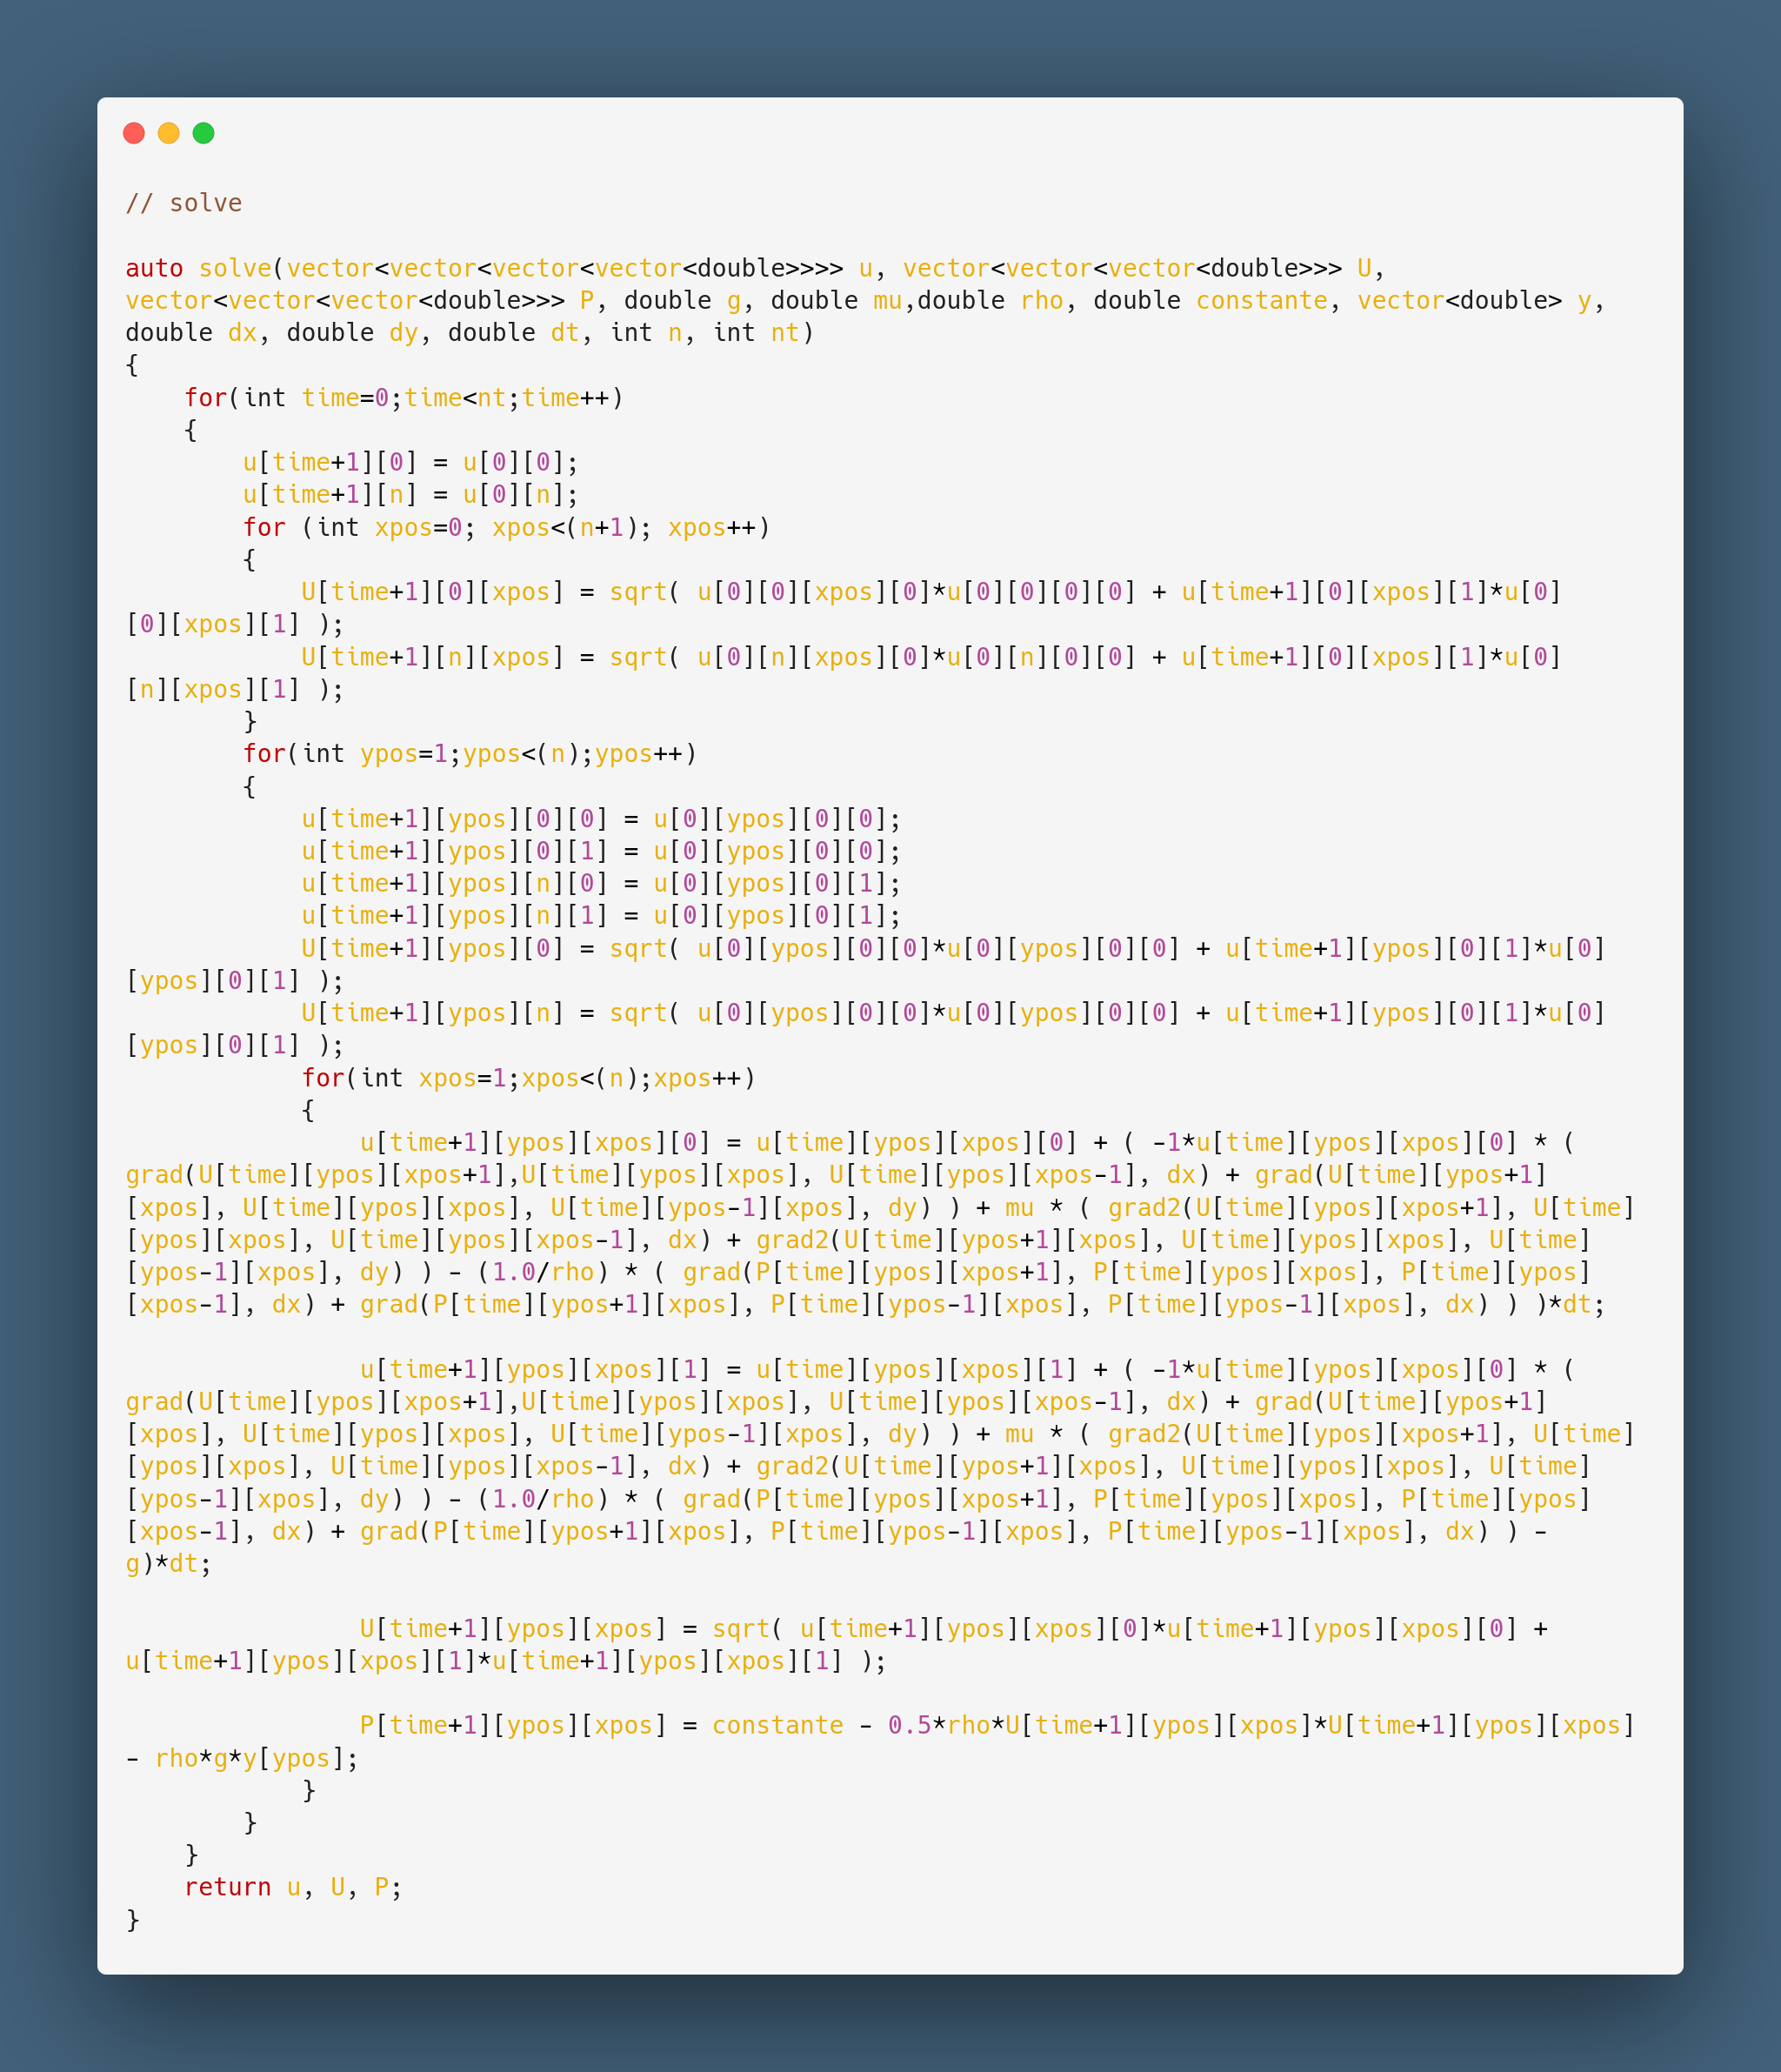 // solve

auto solve(vector<vector<vector<vector<double>>>> u, vector<vector<vector<double>>> U,
vector<vector<vector<double>>> P, double g, double mu,double rho, double constante, vector<double> y,
double dx, double dy, double dt, int n, int nt)
{
    for(int time=0;time<nt;time++)
    {
        u[time+1][0] = u[0][0];
        u[time+1][n] = u[0][n];
        for (int xpos=0; xpos<(n+1); xpos++)
        {
            U[time+1][0][xpos] = sqrt( u[0][0][xpos][0]*u[0][0][0][0] + u[time+1][0][xpos][1]*u[0]
[0][xpos][1] );
            U[time+1][n][xpos] = sqrt( u[0][n][xpos][0]*u[0][n][0][0] + u[time+1][0][xpos][1]*u[0]
[n][xpos][1] );
        }
        for(int ypos=1;ypos<(n);ypos++)
        {
            u[time+1][ypos][0][0] = u[0][ypos][0][0];
            u[time+1][ypos][0][1] = u[0][ypos][0][0];
            u[time+1][ypos][n][0] = u[0][ypos][0][1];
            u[time+1][ypos][n][1] = u[0][ypos][0][1];
            U[time+1][ypos][0] = sqrt( u[0][ypos][0][0]*u[0][ypos][0][0] + u[time+1][ypos][0][1]*u[0]
[ypos][0][1] );
            U[time+1][ypos][n] = sqrt( u[0][ypos][0][0]*u[0][ypos][0][0] + u[time+1][ypos][0][1]*u[0]
[ypos][0][1] );
            for(int xpos=1;xpos<(n);xpos++)
            {
                u[time+1][ypos][xpos][0] = u[time][ypos][xpos][0] + ( -1*u[time][ypos][xpos][0] * (
grad(U[time][ypos][xpos+1],U[time][ypos][xpos], U[time][ypos][xpos-1], dx) + grad(U[time][ypos+1]
[xpos], U[time][ypos][xpos], U[time][ypos-1][xpos], dy) ) + mu * ( grad2(U[time][ypos][xpos+1], U[time]
[ypos][xpos], U[time][ypos][xpos-1], dx) + grad2(U[time][ypos+1][xpos], U[time][ypos][xpos], U[time]
[ypos-1][xpos], dy) ) - (1.0/rho) * ( grad(P[time][ypos][xpos+1], P[time][ypos][xpos], P[time][ypos]
[xpos-1], dx) + grad(P[time][ypos+1][xpos], P[time][ypos-1][xpos], P[time][ypos-1][xpos], dx) ) )*dt;

                u[time+1][ypos][xpos][1] = u[time][ypos][xpos][1] + ( -1*u[time][ypos][xpos][0] * (
grad(U[time][ypos][xpos+1],U[time][ypos][xpos], U[time][ypos][xpos-1], dx) + grad(U[time][ypos+1]
[xpos], U[time][ypos][xpos], U[time][ypos-1][xpos], dy) ) + mu * ( grad2(U[time][ypos][xpos+1], U[time]
[ypos][xpos], U[time][ypos][xpos-1], dx) + grad2(U[time][ypos+1][xpos], U[time][ypos][xpos], U[time]
[ypos-1][xpos], dy) ) - (1.0/rho) * ( grad(P[time][ypos][xpos+1], P[time][ypos][xpos], P[time][ypos]
[xpos-1], dx) + grad(P[time][ypos+1][xpos], P[time][ypos-1][xpos], P[time][ypos-1][xpos], dx) ) -
g)*dt;

                U[time+1][ypos][xpos] = sqrt( u[time+1][ypos][xpos][0]*u[time+1][ypos][xpos][0] +
u[time+1][ypos][xpos][1]*u[time+1][ypos][xpos][1] );

                P[time+1][ypos][xpos] = constante - 0.5*rho*U[time+1][ypos][xpos]*U[time+1][ypos][xpos]
- rho*g*y[ypos];
            }
        }
    }
    return u, U, P;
}